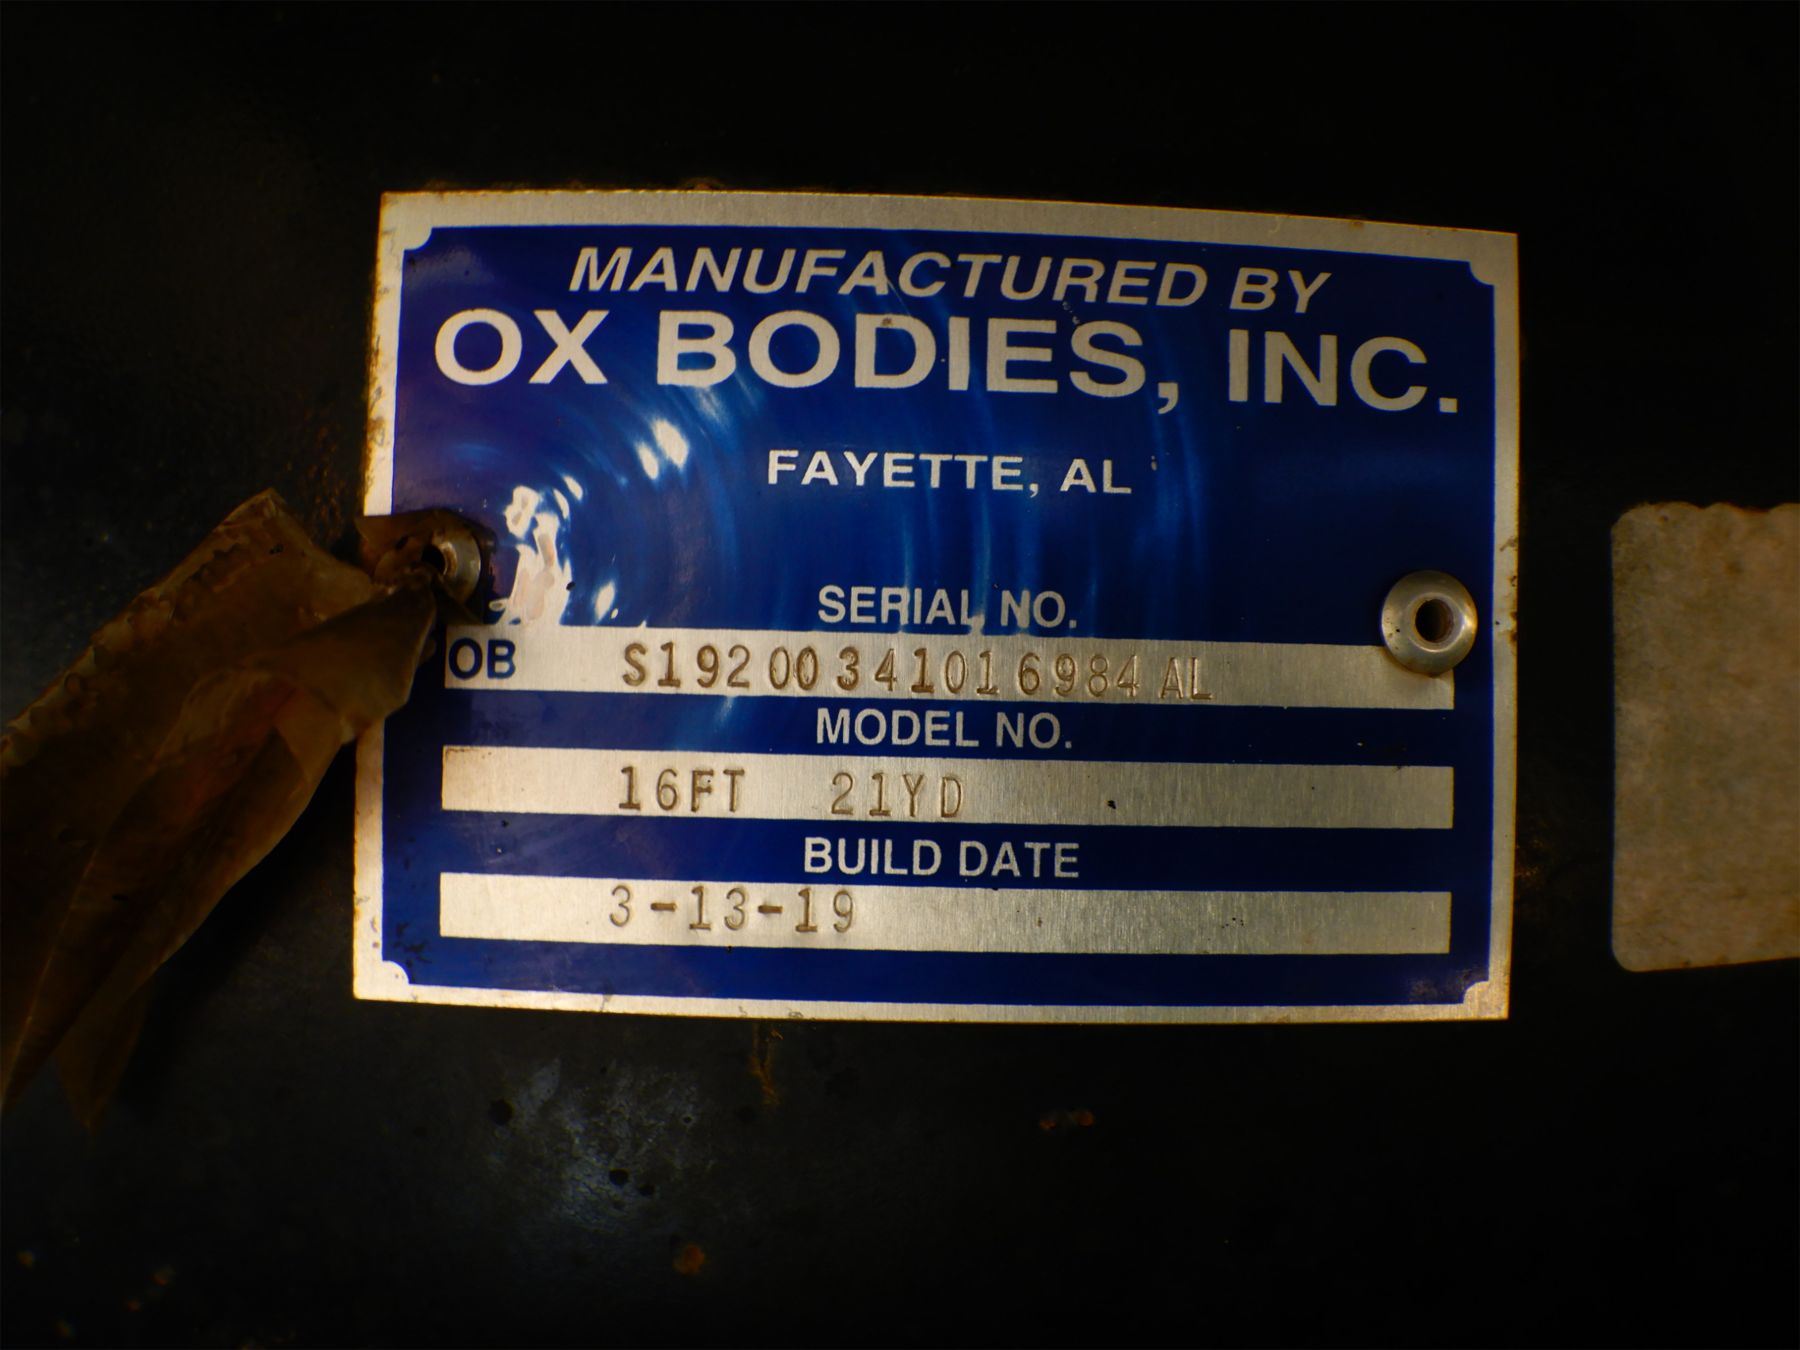 MANUFACTURED BY
OX BODIES, INC.
FAYETTE, AL
SERIAL NO.
OB S19200341016984AL
MODEL NO.
16FT 21YD
BUILD DATE
3-13-19